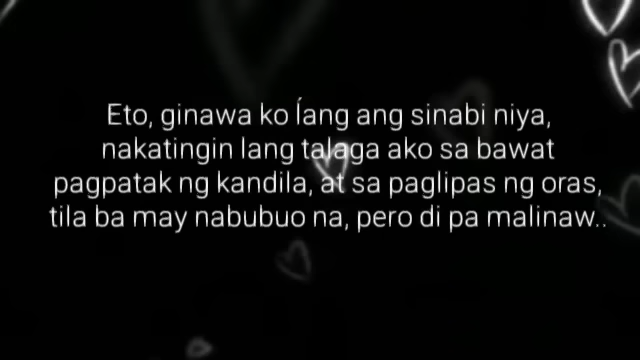 Eto, ginawa ko lang ang sinabi niya,
nakatingin lang talaga ako sa bawat
pagpatak ng kandila, at sa paglipas ng oras,
tila ba may nabubuo na, pero di pa malinaw..